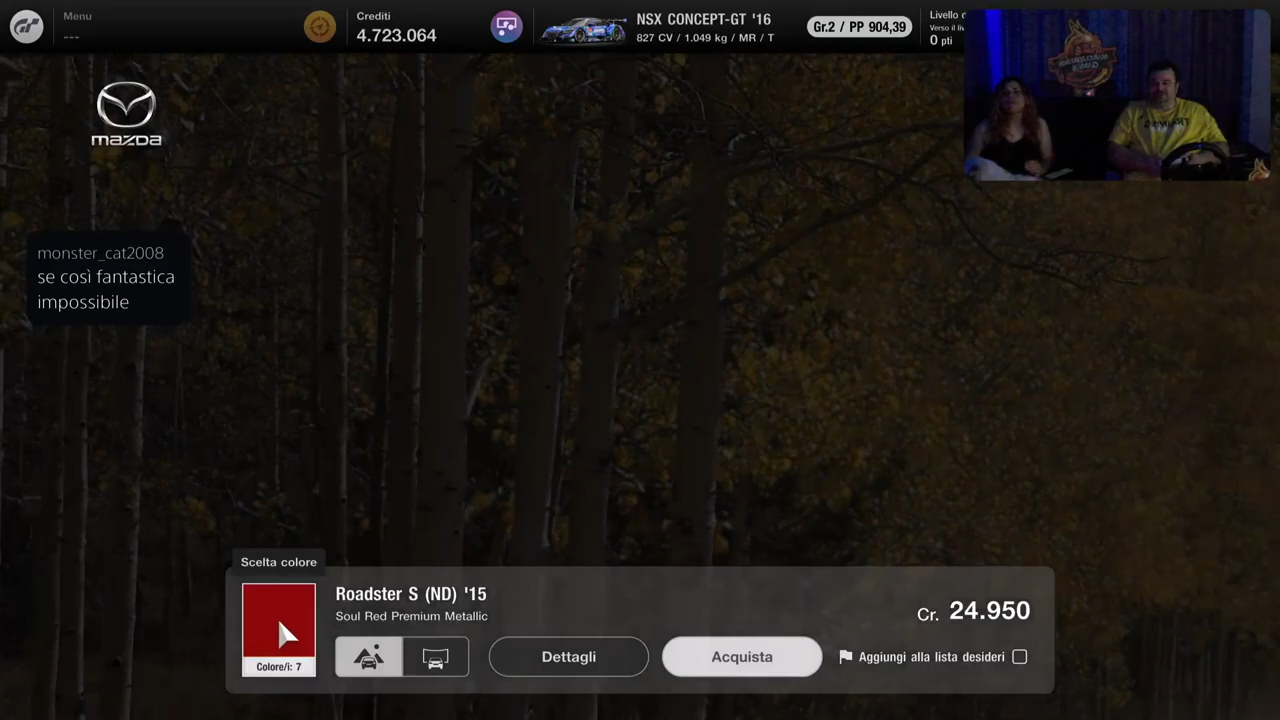 Menu
---
Crediti
4.723.064
NSX CONCEPT-GT '16
827 CV / 1.049 kg / MR / T
Gr.2 / PP 904,39
Livello
Verso il
0 pti
mazda
monster_cat2008
se così fantastica
impossibile
Scelta colore
Colore/i: 7
Roadster S (ND) '15
Soul Red Premium Metallic
Dettagli
Acquista
Cr. 24.950
Aggiungi alla lista desideri